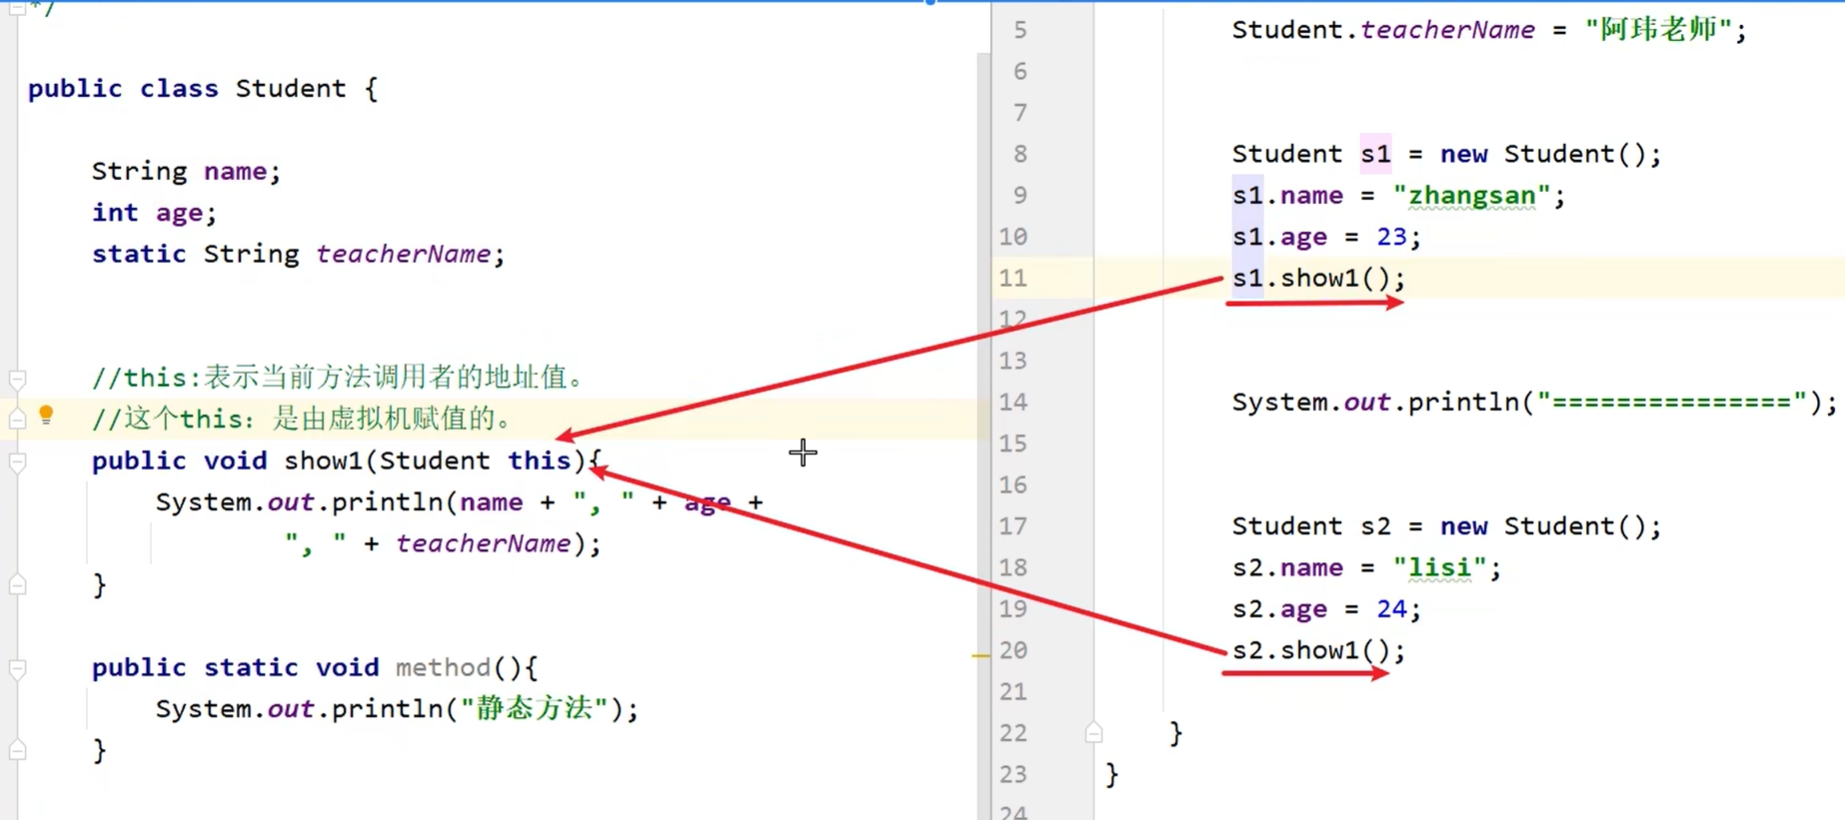 */
public class Student {
String name;
int age;
static String teacherName;
//this:表示当前方法调用者的地址值。
//这个this: 是由虚拟机赋值的。
public void show1(Student this){
System.out.println(name + ", " + age +
", " + teacherName);
}
public static void method(){
System.out.println("静态方法");
}
5 Student.teacherName = "阿玮老师";
6
7
8 Student s1 = new Student();
9 s1.name = "zhangsan";
10 s1.age = 23;
11 s1.show1();
12
13
14 System.out.println("===============");
15
16
17 Student s2 = new Student();
18 s2.name = "lisi";
19 s2.age = 24;
20 s2.show1();
21
22 }
23 }
24